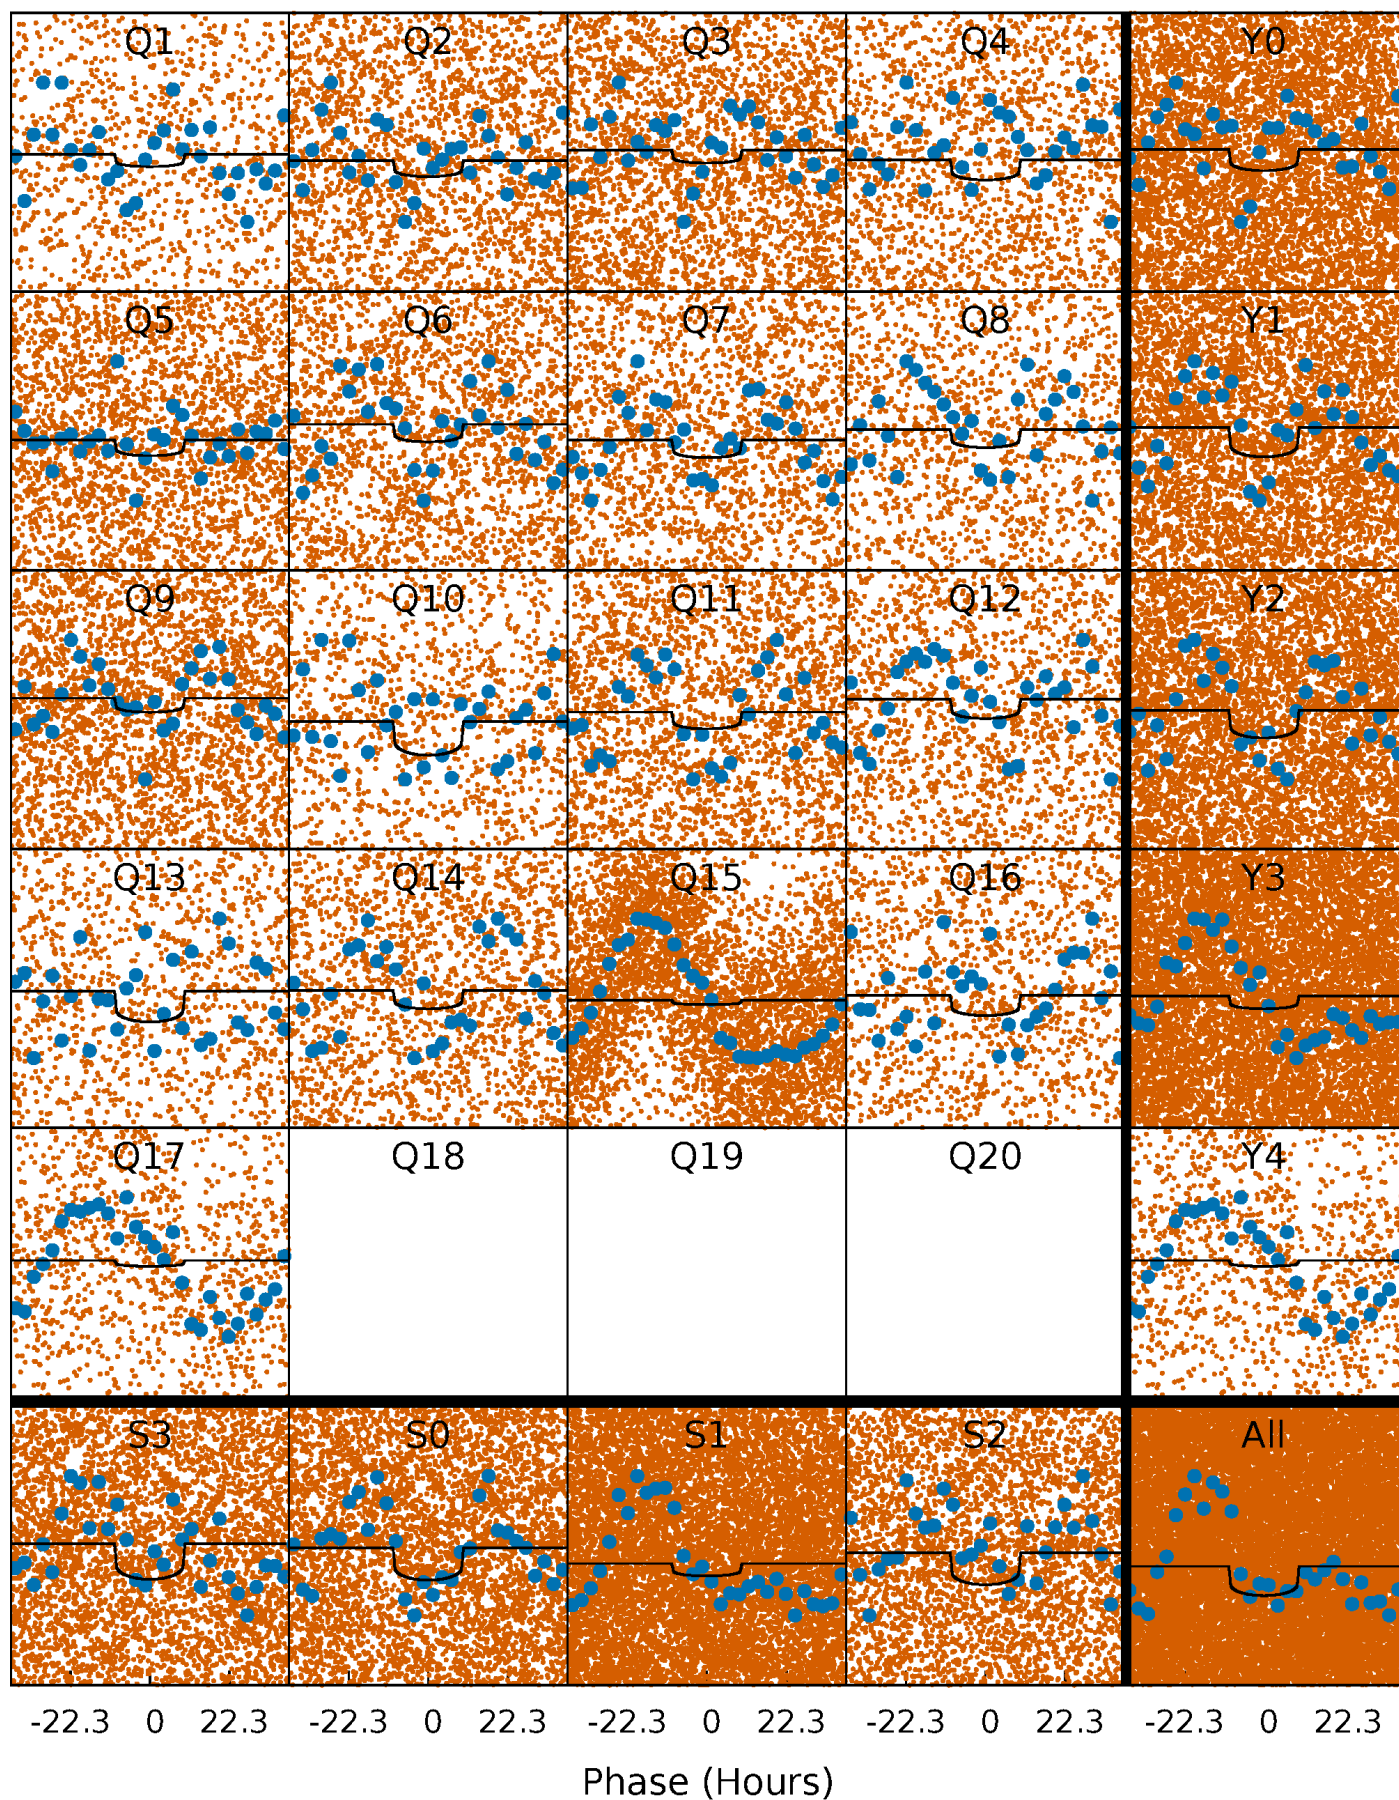 Q1 Q2 Q3 Q4 Y0
Q5 Q6 Q7 Q8 Y1
Q9 Q10 Q11 Q12 Y2
Q13 Q14 Q15 Q16 Y3
Q17 Q18 Q19 Q20 Y4
S3 S0 S1 S2 All
-22.3 0 22.3 -22.3 0 22.3 -22.3 0 22.3 -22.3 0 22.3 -22.3 0 22.3
Phase (Hours)